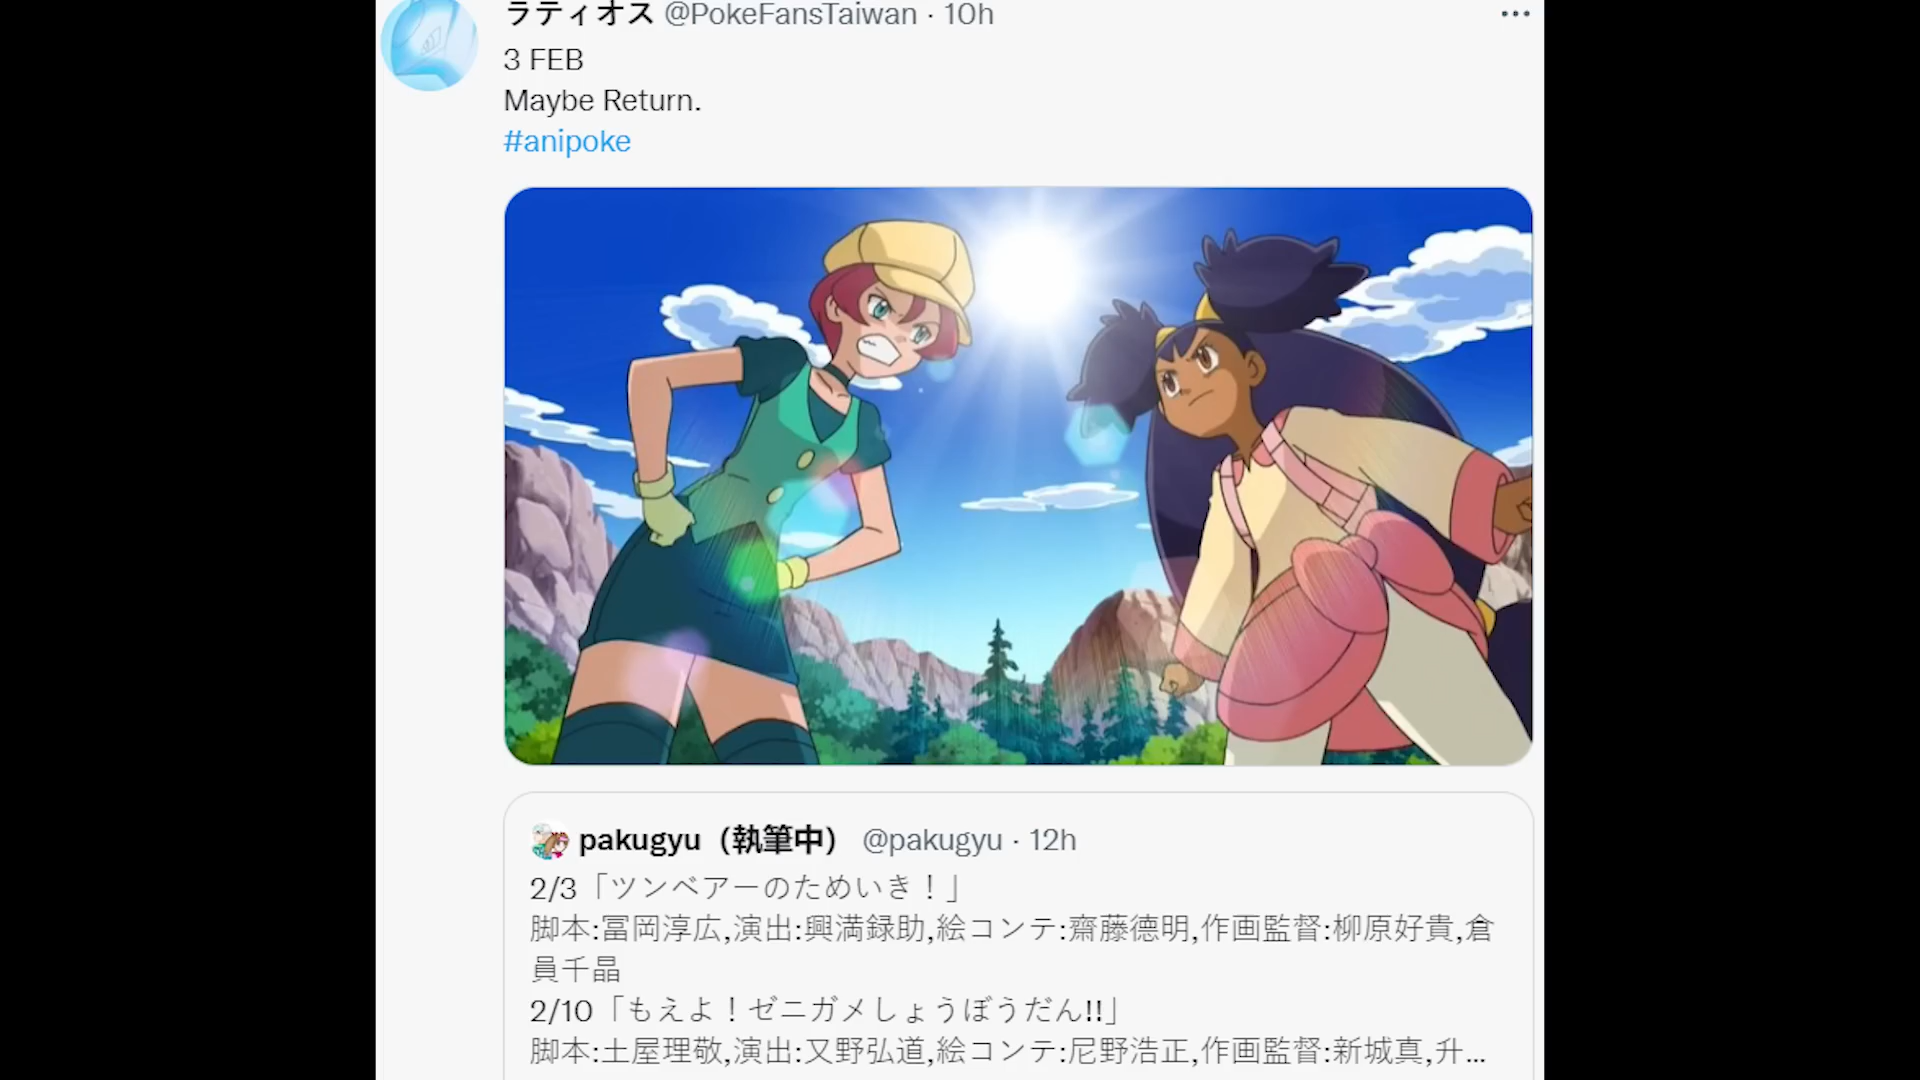 ラティオス @PokeFansTaiwan · 10h
3 FEB
Maybe Return.
#anipoke
pakugyu（執筆中） @pakugyu · 12h
2/3「ツンベアーのためいき！」
脚本:冨岡淳広,演出:興満録助,絵コンテ:齋藤德明,作画監督:柳原好貴,倉
員千晶
2/10「もえよ！ゼニガメしょうぼうだん!!」
脚本:土屋理敬,演出:又野弘道,絵コンテ:尼野浩正,作画監督:新城真,升...